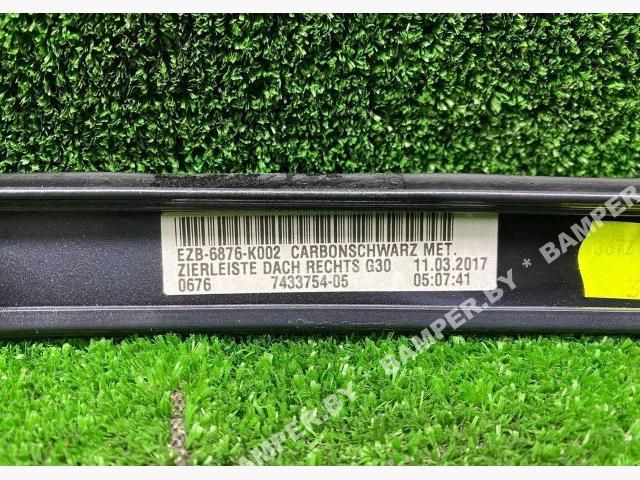 EZB-6876-K002 CARBONSCHWARZ MET.
ZIERLEISTE DACH RECHTS G30 11.03.2017
0676 7433754-05 05:07:41
BAMPER.BY * BAMPER.BY * BAMPER.BY